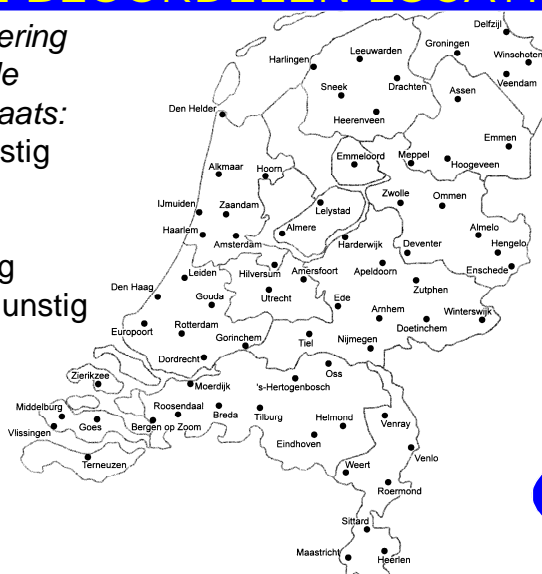 ering
de
aats:
stig
g
unstig
Delfzijl
Groningen
Winschoten
Leeuwarden
Harlingen
Veendam
Sneek
Drachten
Assen
Den Helder
Heerenveen
Emmen
Emmeloord
Meppel
Hoogeveen
Alkmaar
Hoorn
Zwolle
Ommen
IJmuiden
Zaandam
Lelystad
Haarlem
Almere
Almelo
Amsterdam
Harderwijk
Deventer
Hengelo
Leiden
Hilversum
Amersfoort
Apeldoorn
Enschede
Den Haag
Gouda
Utrecht
Ede
Zutphen
Europoort
Rotterdam
Arnhem
Winterswijk
Gorinchem
Tiel
Nijmegen
Doetinchem
Dordrecht
Oss
Zierikzee
Moerdijk
's-Hertogenbosch
Middelburg
Roosendaal
Vlissingen
Goes
Bergen op Zoom
Breda
Tilburg
Helmond
Venray
Eindhoven
Terneuzen
Weert
Venlo
Roermond
Sittard
Maastricht
Heerlen